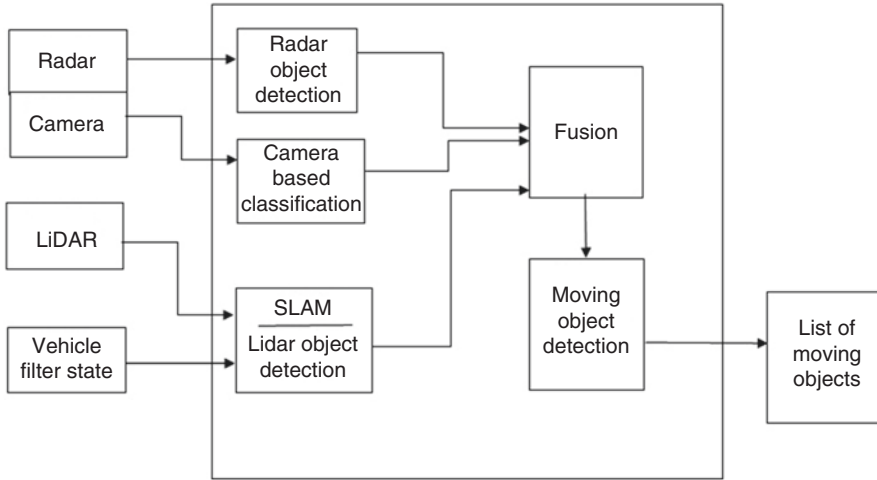 Radar
Camera
LiDAR
Vehicle
filter state
Radar
object
detection
Camera
based
classification
SLAM
Lidar object
detection
Fusion
Moving
object
detection
List of
moving
objects